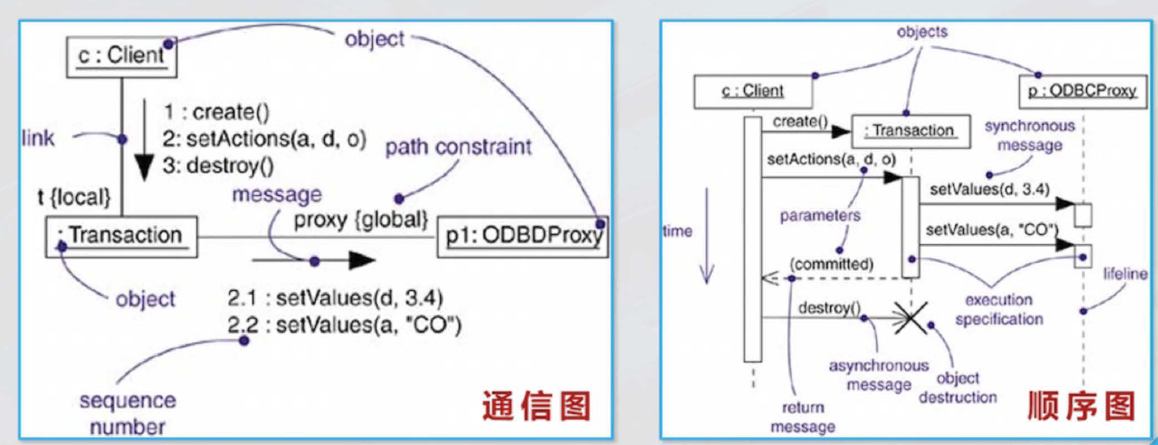 object
c : Client
1 : create()
2: setActions(a, d, o)
3: destroy()
link
path constraint
message
t {local}
proxy {global}
: Transaction
p1: ODBDProxy
object
2.1 : setValues(d, 3.4)
2.2 : setValues(a, "CO")
sequence
number
通信图
objects
c : Client
p : ODBCProxy
create()
: Transaction
synchronous
message
setActions(a, d, o)
setValues(d, 3.4)
parameters
time
setValues(a, "CO")
(committed)
lifeline
execution
specification
destroy()
asynchronous
message
object
destruction
return
message
顺序图